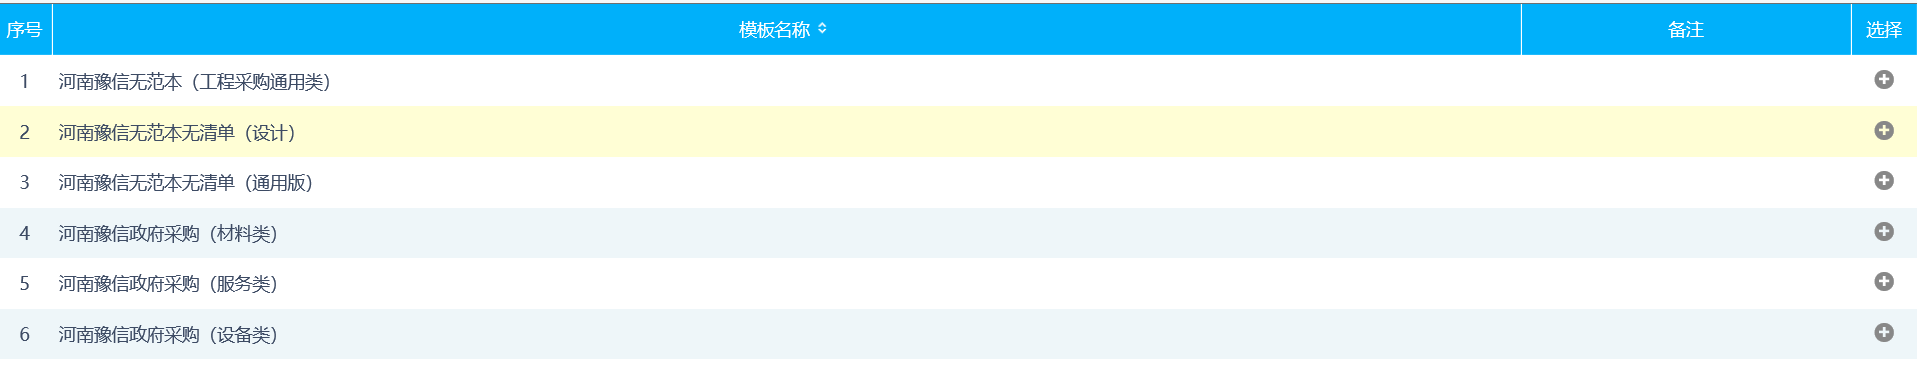 序号 模板名称 备注 选择
1 河南豫信无范本（工程采购通用类）
2 河南豫信无范本无清单（设计）
3 河南豫信无范本无清单（通用版）
4 河南豫信政府采购（材料类）
5 河南豫信政府采购（服务类）
6 河南豫信政府采购（设备类）